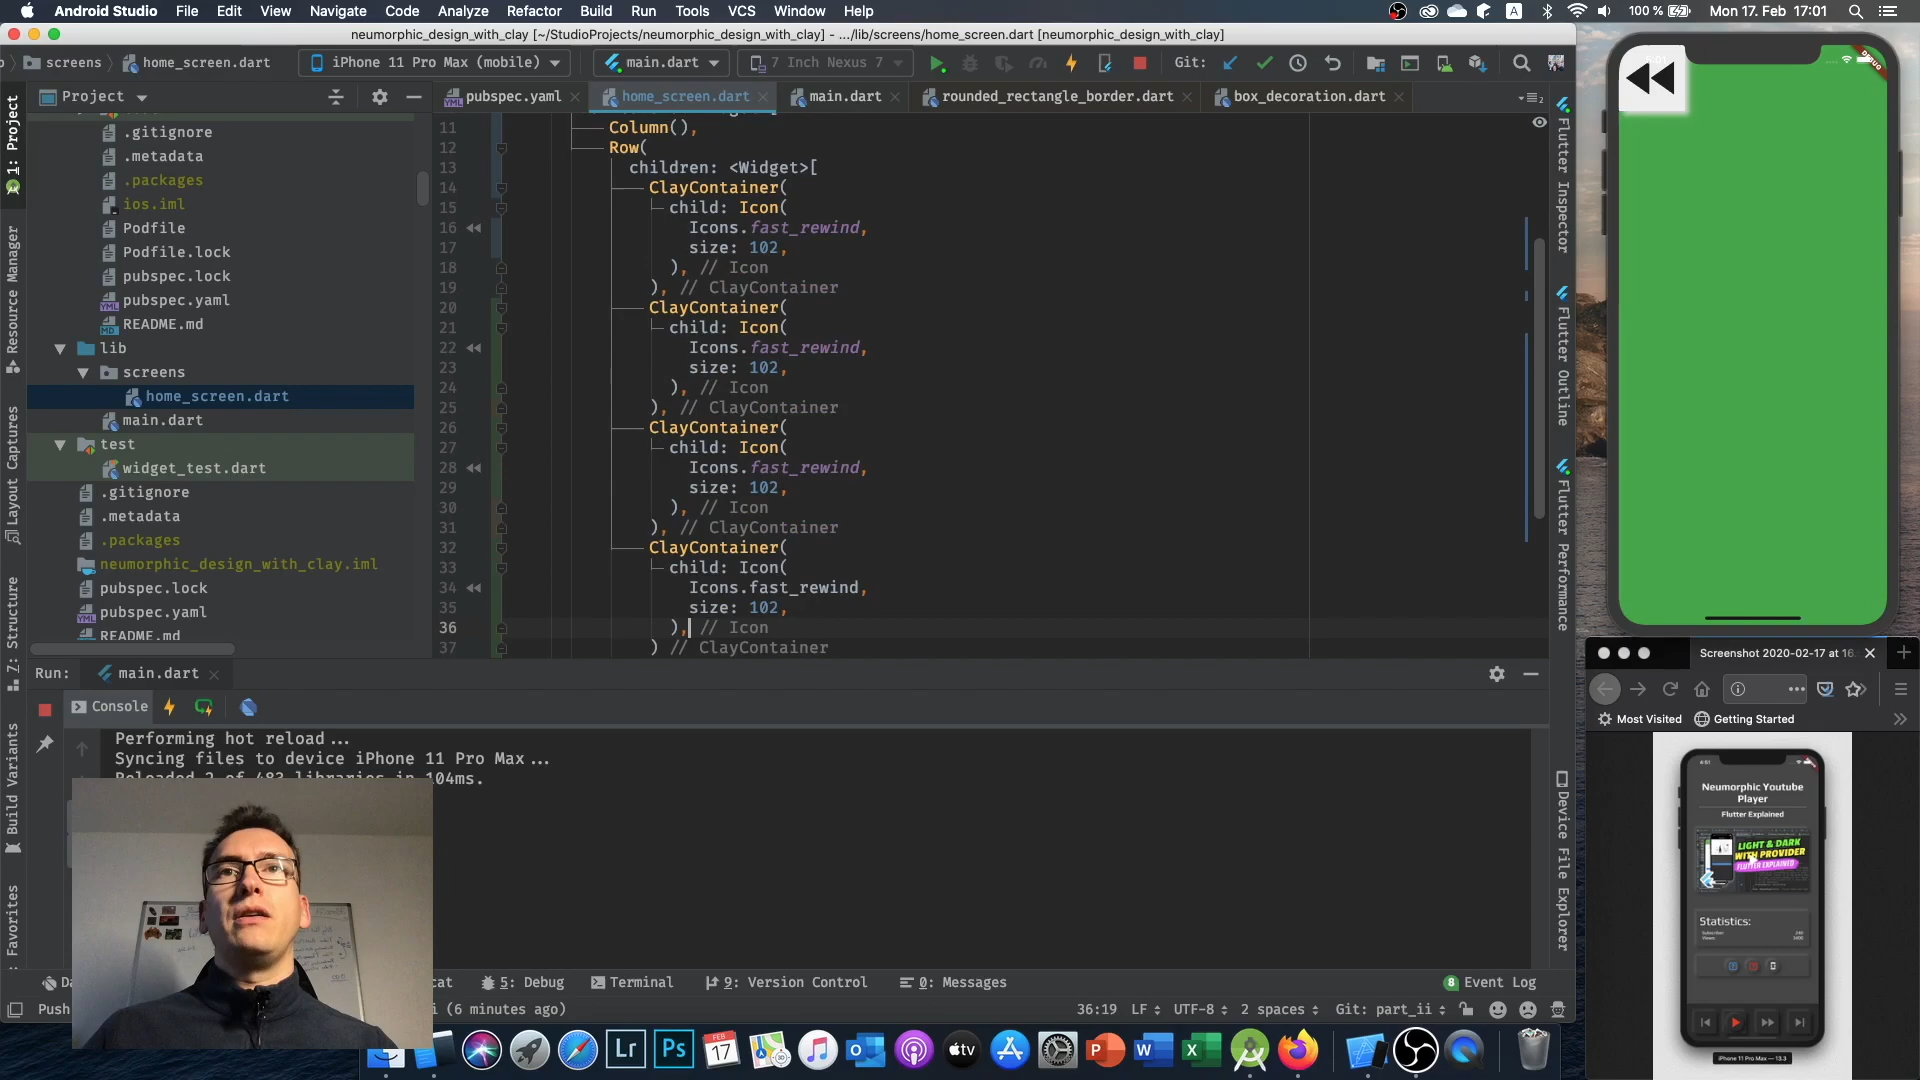 Android Studio File Edit View Navigate Code Analyze Refactor Build Run Tools VCS Window Help
A 100 % Mon 17. Feb 17:01
neumorphic_design_with_clay [~/StudioProjects/neumorphic_design_with_clay] - .../lib/screens/home_screen.dart [neumorphic_design_with_clay]
screens home_screen.dart iPhone 11 Pro Max (mobile) main.dart 7 Inch Nexus 7 Git:
Project
pubspec.yaml home_screen.dart main.dart rounded_rectangle_border.dart box_decoration.dart
1: Project
Resource Manager
Layout Captures
Z: Structure
Build Variants
Favorites
.gitignore
.metadata
.packages
ios.iml
Podfile
Podfile.lock
pubspec.lock
pubspec.yaml
README.md
lib
screens
home_screen.dart
main.dart
test
widget_test.dart
.gitignore
.metadata
.packages
neumorphic_design_with_clay.iml
pubspec.lock
pubspec.yaml
README.md
11 Column(),
12 Row(
13 children: <Widget>[
14 ClayContainer(
15 child: Icon(
16 Icons.fast_rewind,
17 size: 102,
18 ), // Icon
19 ), // ClayContainer
20 ClayContainer(
21 child: Icon(
22 Icons.fast_rewind,
23 size: 102,
24 ), // Icon
25 ), // ClayContainer
26 ClayContainer(
27 child: Icon(
28 Icons.fast_rewind,
29 size: 102,
30 ), // Icon
31 ), // ClayContainer
32 ClayContainer(
33 child: Icon(
34 Icons.fast_rewind,
35 size: 102,
36 ), // Icon
37 ) // ClayContainer
Flutter Inspector
Flutter Outline
Flutter Performance
Device File Explorer
Run: main.dart
Console
Performing hot reload...
Syncing files to device iPhone 11 Pro Max...
Reloaded 2 of 483 libraries in 104ms.
5: Debug Terminal 9: Version Control 0: Messages 8 Event Log
Push
(6 minutes ago) 36:19 LF UTF-8 2 spaces Git: part_ii
DEBUG
Screenshot 2020-02-17 at 16.
Most Visited Getting Started
Neumorphic Youtube
Player
Flutter Explained
LIGHT & DARK
WITH PROVIDER
FLUTTER EXPLAINED
Statistics:
Subscriber
Views
iPhone 11 Pro Max — 13.3
Lr Ps FEB 17 tv P W X